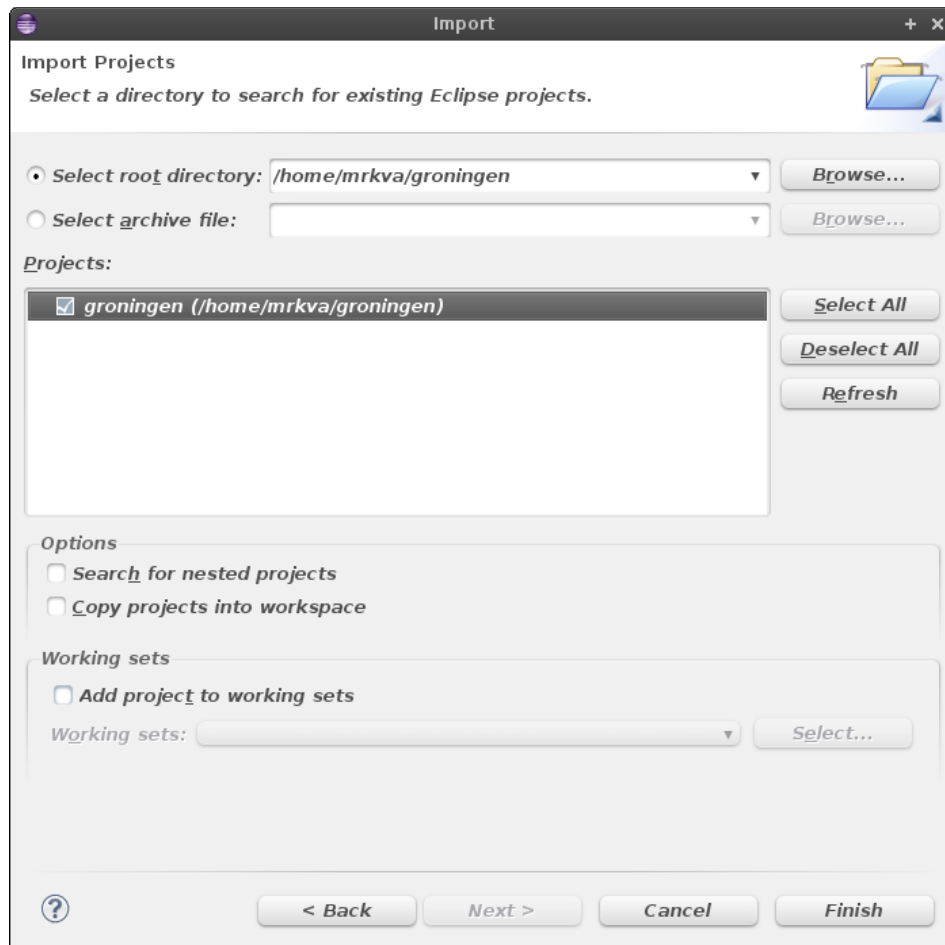 Import
Import Projects
Select a directory to search for existing Eclipse projects.
Select root directory: /home/mrkva/groningen Browse...
Select archive file: Browse...
Projects:
groningen (/home/mrkva/groningen)
Select All
Deselect All
Refresh
Options
Search for nested projects
Copy projects into workspace
Working sets
Add project to working sets
Working sets: Select...
? < Back Next > Cancel Finish